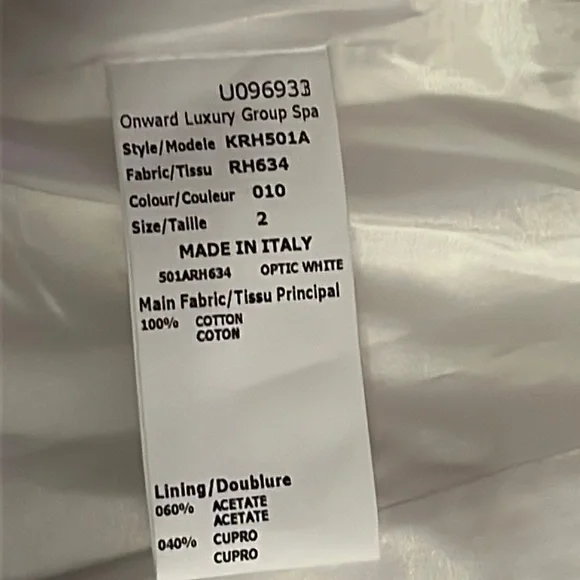 U096933
Onward Luxury Group Spa
Style/Modele KRH501A
Fabric/Tissu RH634
Colour/Couleur 010
Size/Taille 2
MADE IN ITALY
501ARH634 OPTIC WHITE
Main Fabric/Tissu Principal
100% COTTON
COTON
Lining/Doublure
060% ACETATE
ACETATE
040% CUPRO
CUPRO